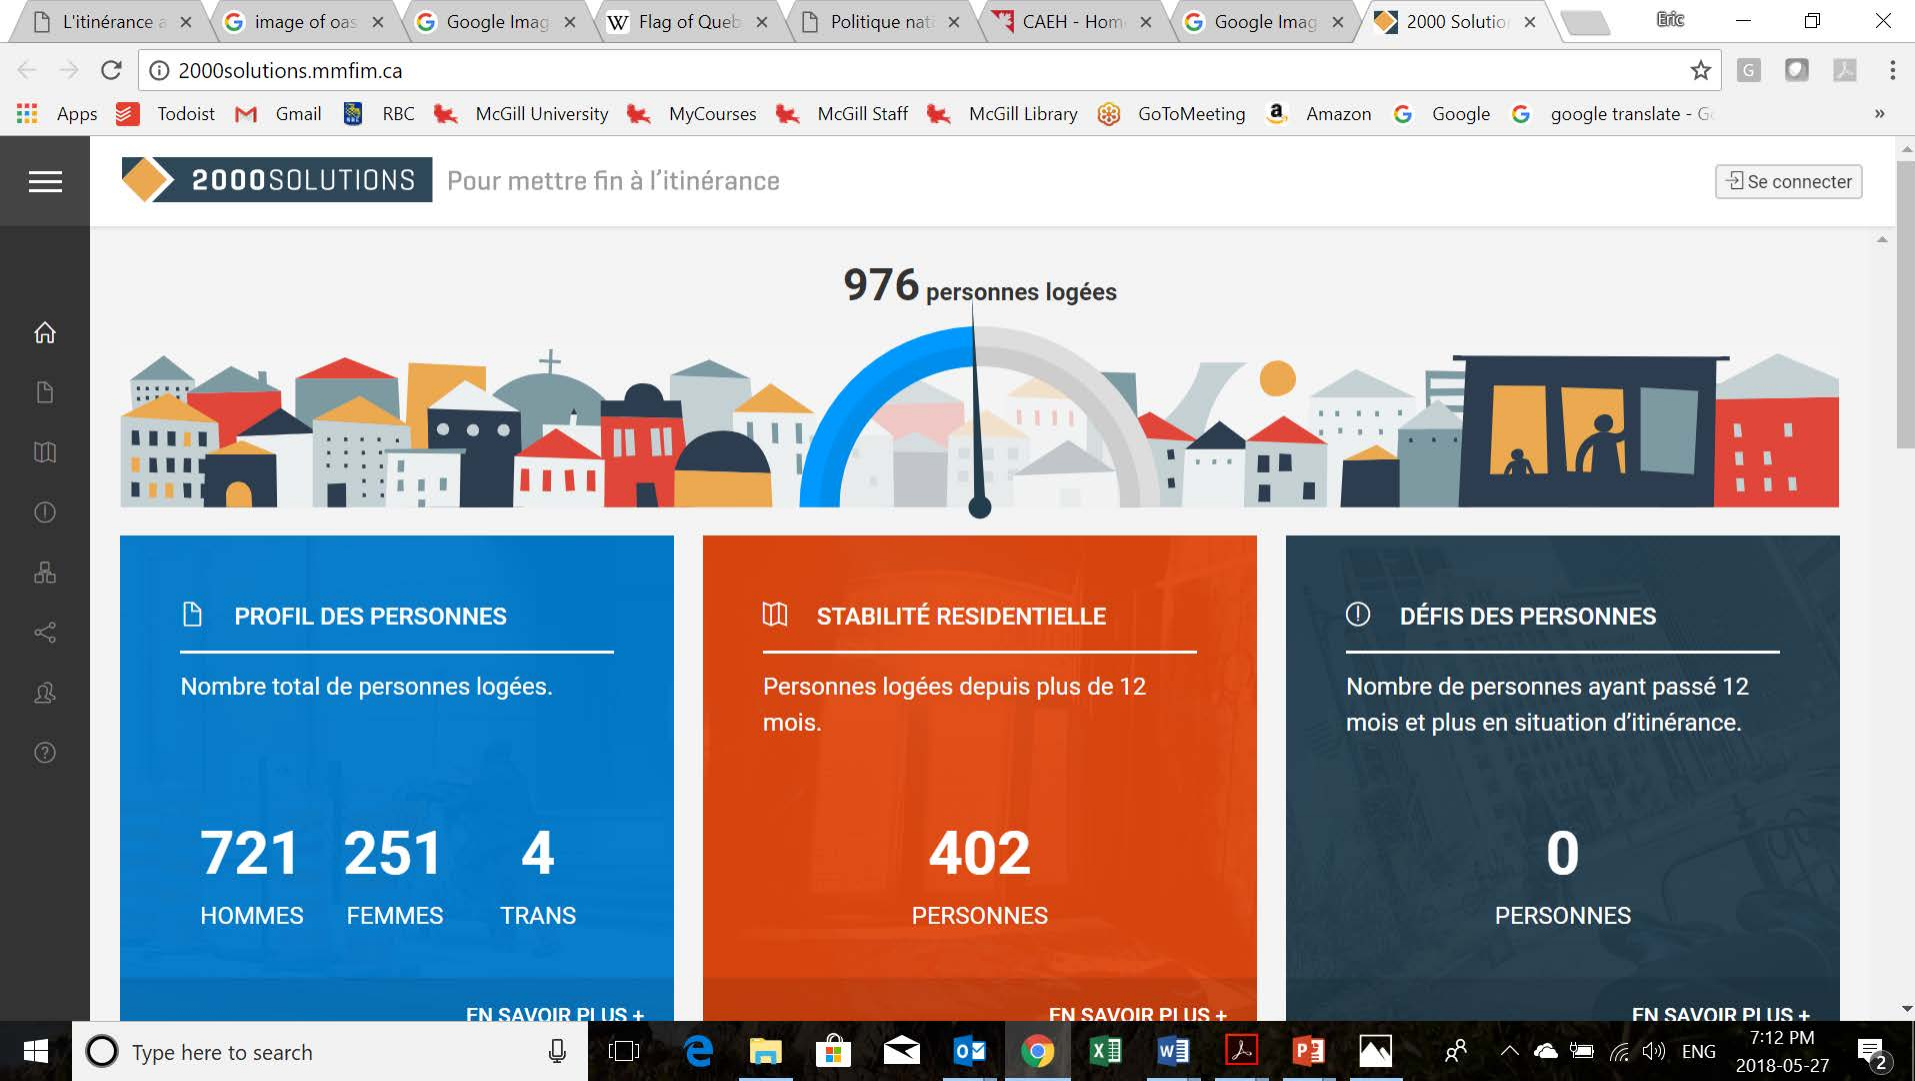 L'itinérance a
image of oas
Google Imag
Flag of Queb
Politique nati
CAEH - Hom
Google Imag
2000 Solutio
Eric
2000solutions.mmfim.ca
Apps Todoist Gmail RBC McGill University MyCourses McGill Staff McGill Library GoToMeeting Amazon Google google translate - Go
2000SOLUTIONS Pour mettre fin à l'itinérance
Se connecter
976 personnes logées
PROFIL DES PERSONNES
Nombre total de personnes logées.
721 251 4
HOMMES FEMMES TRANS
EN SAVOIR PLUS +
STABILITÉ RESIDENTIELLE
Personnes logées depuis plus de 12
mois.
402
PERSONNES
EN SAVOIR PLUS +
DÉFIS DES PERSONNES
Nombre de personnes ayant passé 12
mois et plus en situation d'itinérance.
0
PERSONNES
EN SAVOIR PLUS +
Type here to search
ENG
7:12 PM
2018-05-27
2